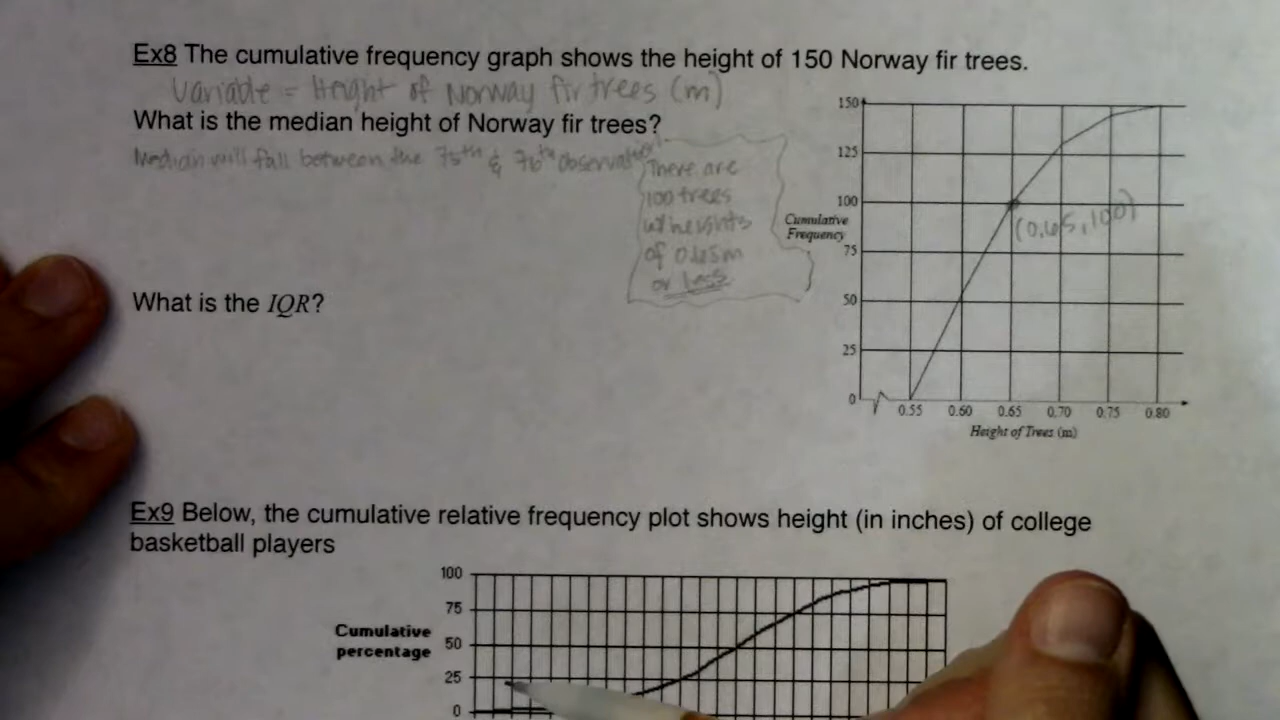 Ex8 The cumulative frequency graph shows the height of 150 Norway fir trees.
Variable = Height of Norway fir trees (m)
What is the median height of Norway fir trees?
Median will fall between the 75th & 76th observation!
There are
100 trees
w/ heights
of 0.65m
or less
What is the IQR?
150
125
100
Cumulative
Frequency
75
50
25
0
(0.65, 100)
0.55 0.60 0.65 0.70 0.75 0.80
Height of Trees (m)
Ex9 Below, the cumulative relative frequency plot shows height (in inches) of college
basketball players
100
75
Cumulative
percentage
50
25
0